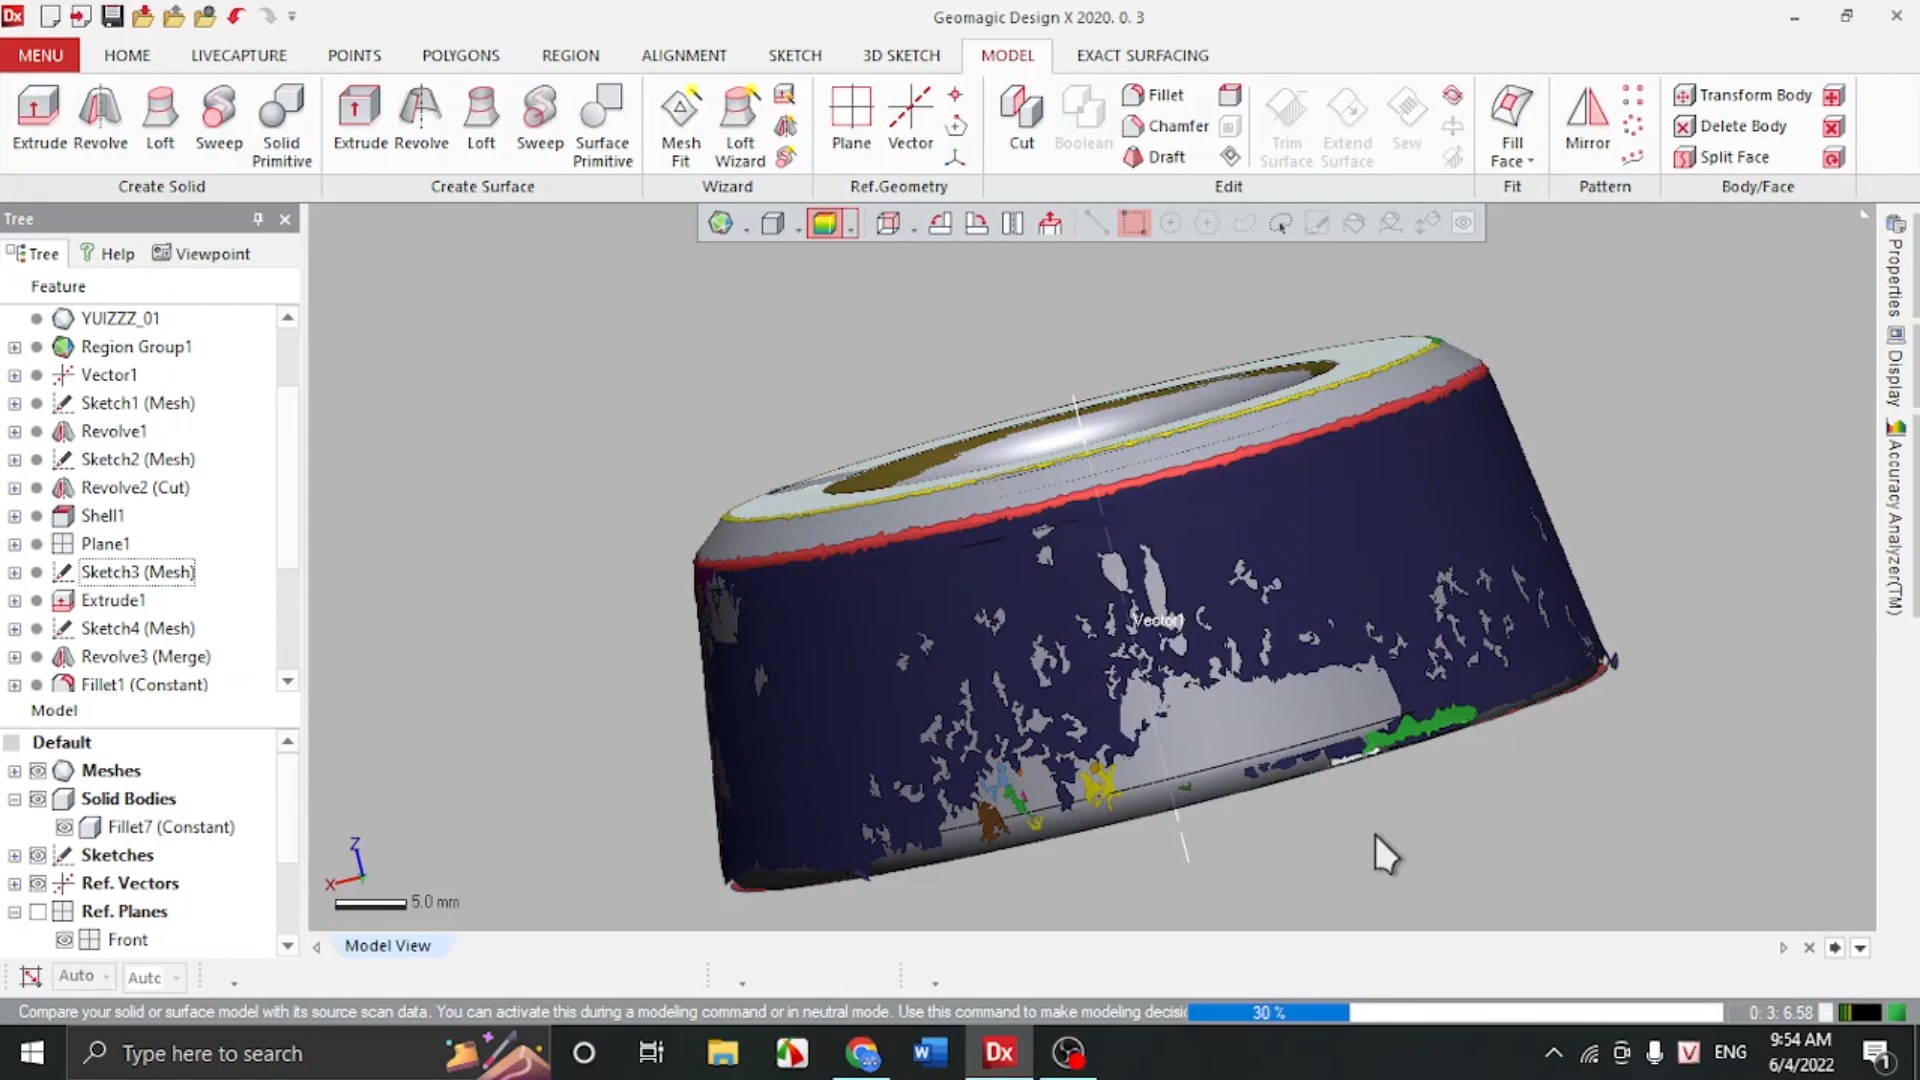 Dx
Geomagic Design X 2020. 0. 3
MENU HOME LIVECAPTURE POINTS POLYGONS REGION ALIGNMENT SKETCH 3D SKETCH MODEL EXACT SURFACING
Extrude Revolve Loft Sweep Solid Primitive
Create Solid
Extrude Revolve Loft Sweep Surface Primitive
Create Surface
Mesh Fit Loft Wizard
Wizard
Plane Vector
Ref.Geometry
Cut Boolean Fillet Chamfer Draft Trim Surface Extend Surface Sew
Edit
Fill Face
Fit
Mirror
Pattern
Transform Body
Delete Body
Split Face
Body/Face
Tree
Tree Help Viewpoint
Feature
YUIZZZ_01
Region Group1
Vector1
Sketch1 (Mesh)
Revolve1
Sketch2 (Mesh)
Revolve2 (Cut)
Shell1
Plane1
Sketch3 (Mesh)
Extrude1
Sketch4 (Mesh)
Revolve3 (Merge)
Fillet1 (Constant)
Model
Default
Meshes
Solid Bodies
Fillet7 (Constant)
Sketches
Ref. Vectors
Ref. Planes
Front
Vector1
Z
X
5.0 mm
Properties
Display
Accuracy Analyzer(TM)
Model View
Auto Autc
Compare your solid or surface model with its source scan data. You can activate this during a modeling command or in neutral mode. Use this command to make modeling decisic
30 %
0: 3: 6.58
Type here to search
Dx
V
ENG
9:54 AM
6/4/2022
1